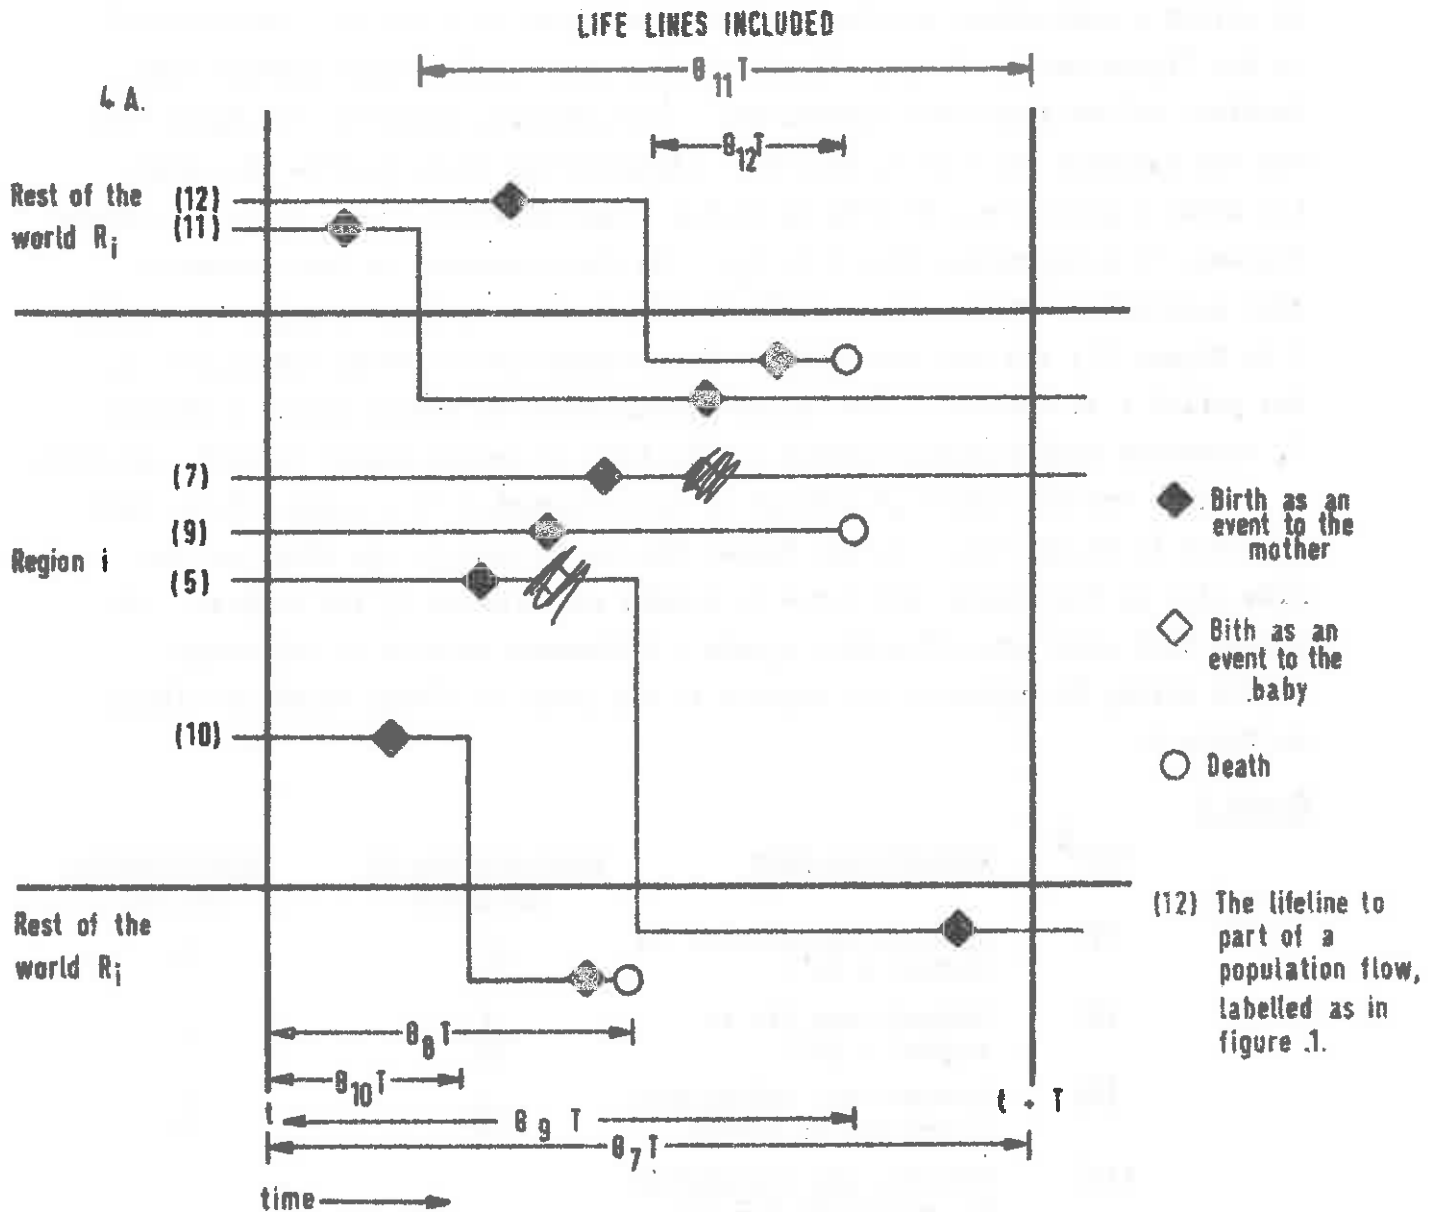 LIFE LINES INCLUDED
θ11T
4 A.
θ12T
Rest of the
world Ri
(12)
(11)
(7)
(9)
Region i
(5)
(10)
Rest of the
world Ri
Birth as an
event to the
mother
Bith as an
event to the
baby
Death
(12) The lifeline to
part of a
population flow,
labelled as in
figure .1.
θ8T
θ10T
t
t + T
θ9 T
θ7T
time